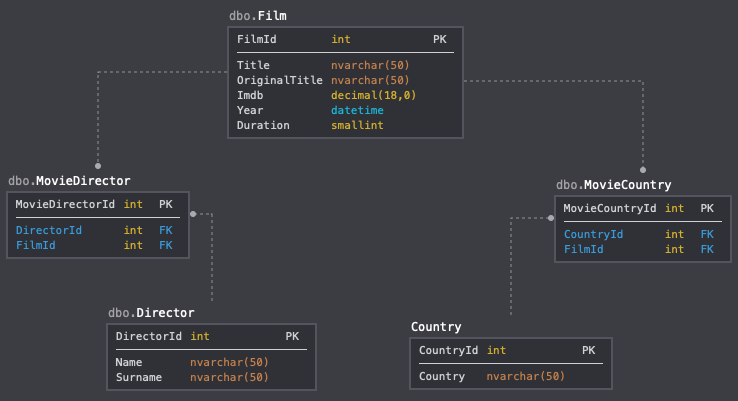 dbo.Film
FilmId int PK
Title nvarchar(50)
OriginalTitle nvarchar(50)
Imdb decimal(18,0)
Year datetime
Duration smallint
dbo.MovieDirector
MovieDirectorId int PK
DirectorId int FK
FilmId int FK
dbo.MovieCountry
MovieCountryId int PK
CountryId int FK
FilmId int FK
dbo.Director
DirectorId int PK
Name nvarchar(50)
Surname nvarchar(50)
Country
CountryId int PK
Country nvarchar(50)